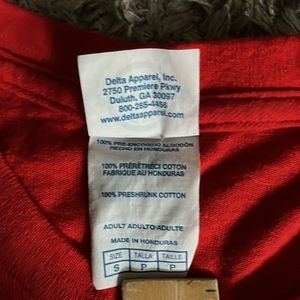 Delta Apparel, Inc.
2750 Premiere Pkwy
Duluth, GA 30097
800-285-4456
www.deltaapparel.com
100% PRE-ENCOGIDO ALGODÓN
HECHO EN HONDURAS
100% PRÉRÉTRÉCI COTON
FABRIQUE AU HONDURAS
100% PRESHRUNK COTTON
ADULT ADULTO ADULTE
MADE IN HONDURAS
SIZE TALLA TAILLE
S P P